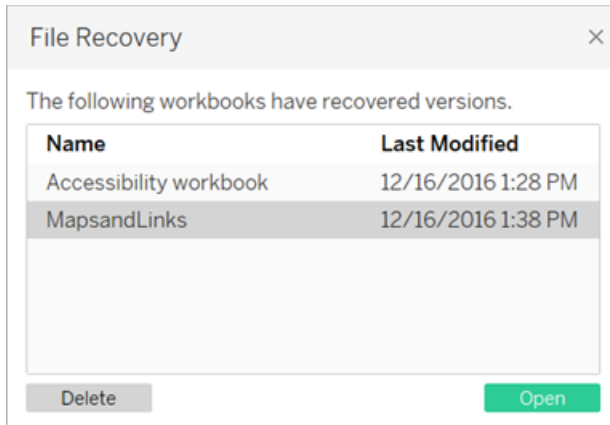 File Recovery
The following workbooks have recovered versions.
Name Last Modified
Accessibility workbook 12/16/2016 1:28 PM
MapsandLinks 12/16/2016 1:38 PM
Delete Open